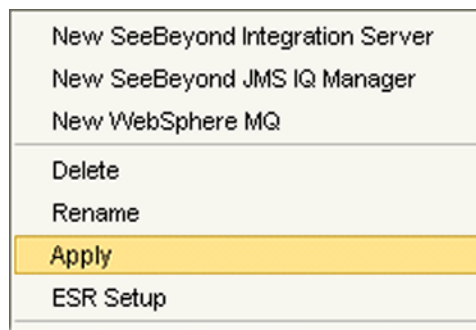 New SeeBeyond Integration Server
New SeeBeyond JMS IQ Manager
New WebSphere MQ
Delete
Rename
Apply
ESR Setup